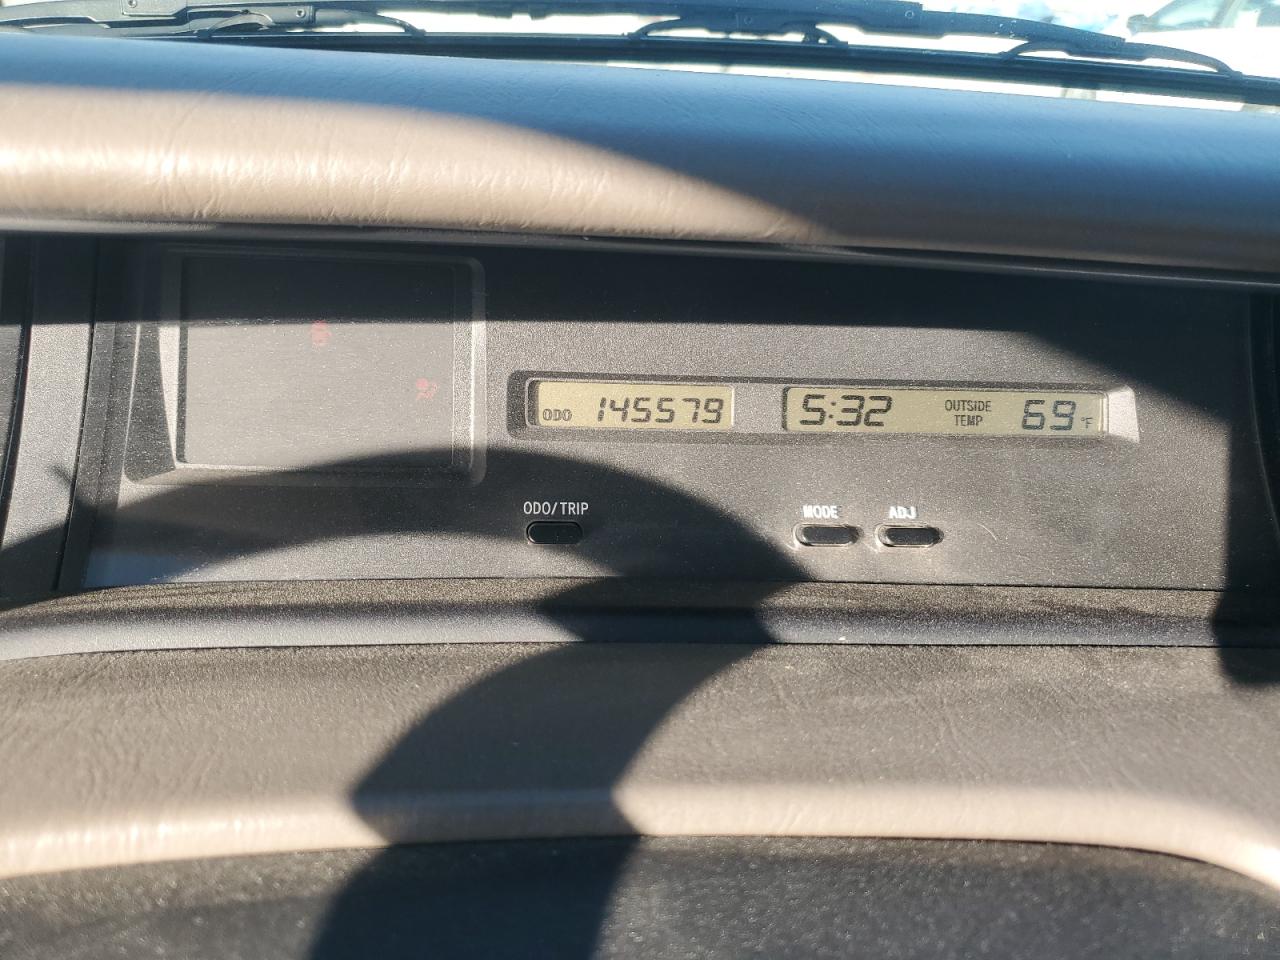 ODO 145579
5:32 OUTSIDE TEMP 69 °F
ODO/TRIP
MODE ADJ